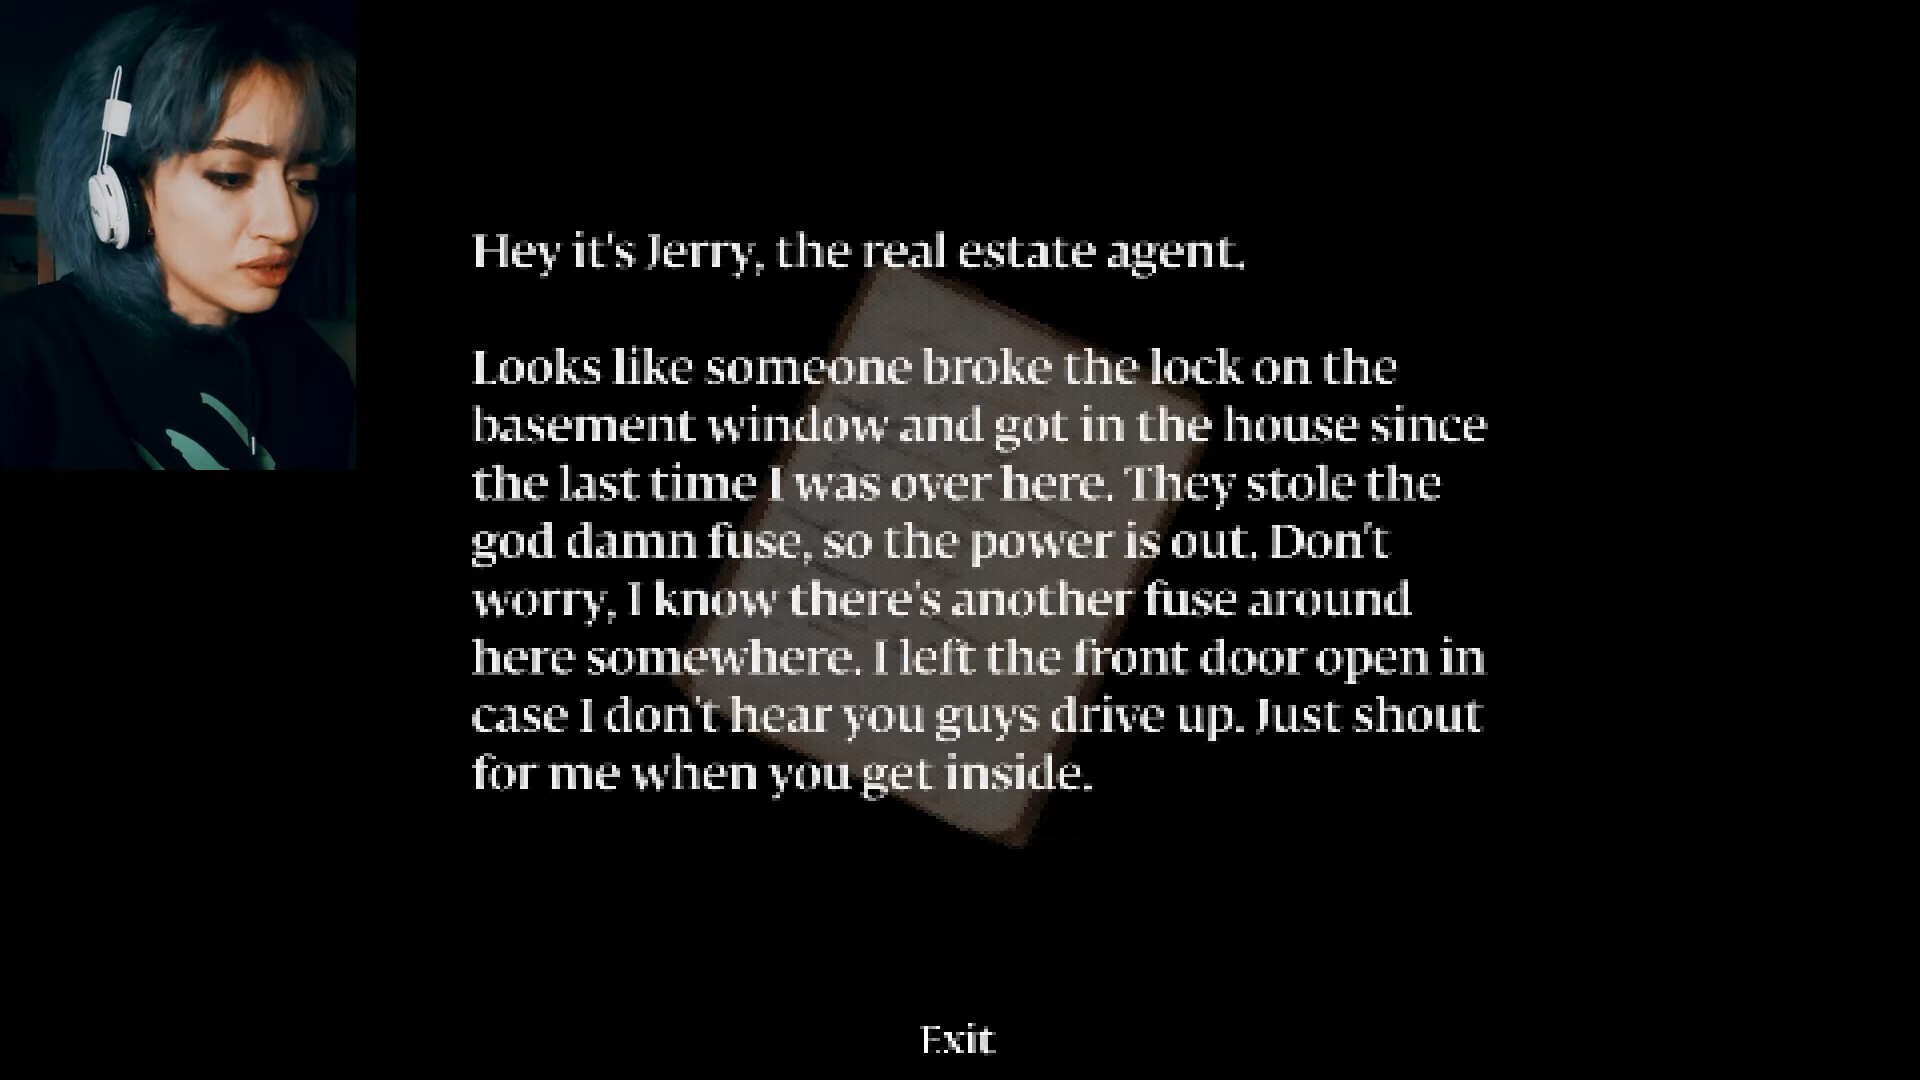 Hey it's Jerry, the real estate agent.
Looks like someone broke the lock on the
basement window and got in the house since
the last time I was over here. They stole the
god damn fuse, so the power is out. Don't
worry, I know there's another fuse around
here somewhere. I left the front door open in
case I don't hear you guys drive up. Just shout
for me when you get inside.
Exit